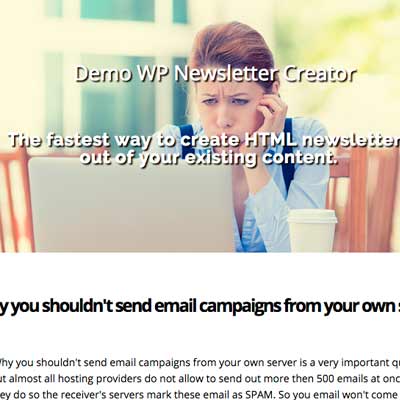 Demo WP Newsletter Creator
The fastest way to create HTML newsletter
out of your existing content.
you shouldn't send email campaigns from your own
Why you shouldn't send email campaigns from your own server is a very important
almost all hosting providers do not allow to send out more then 500 emails at
do so the receiver's servers mark these email as SPAM. So you email won't come